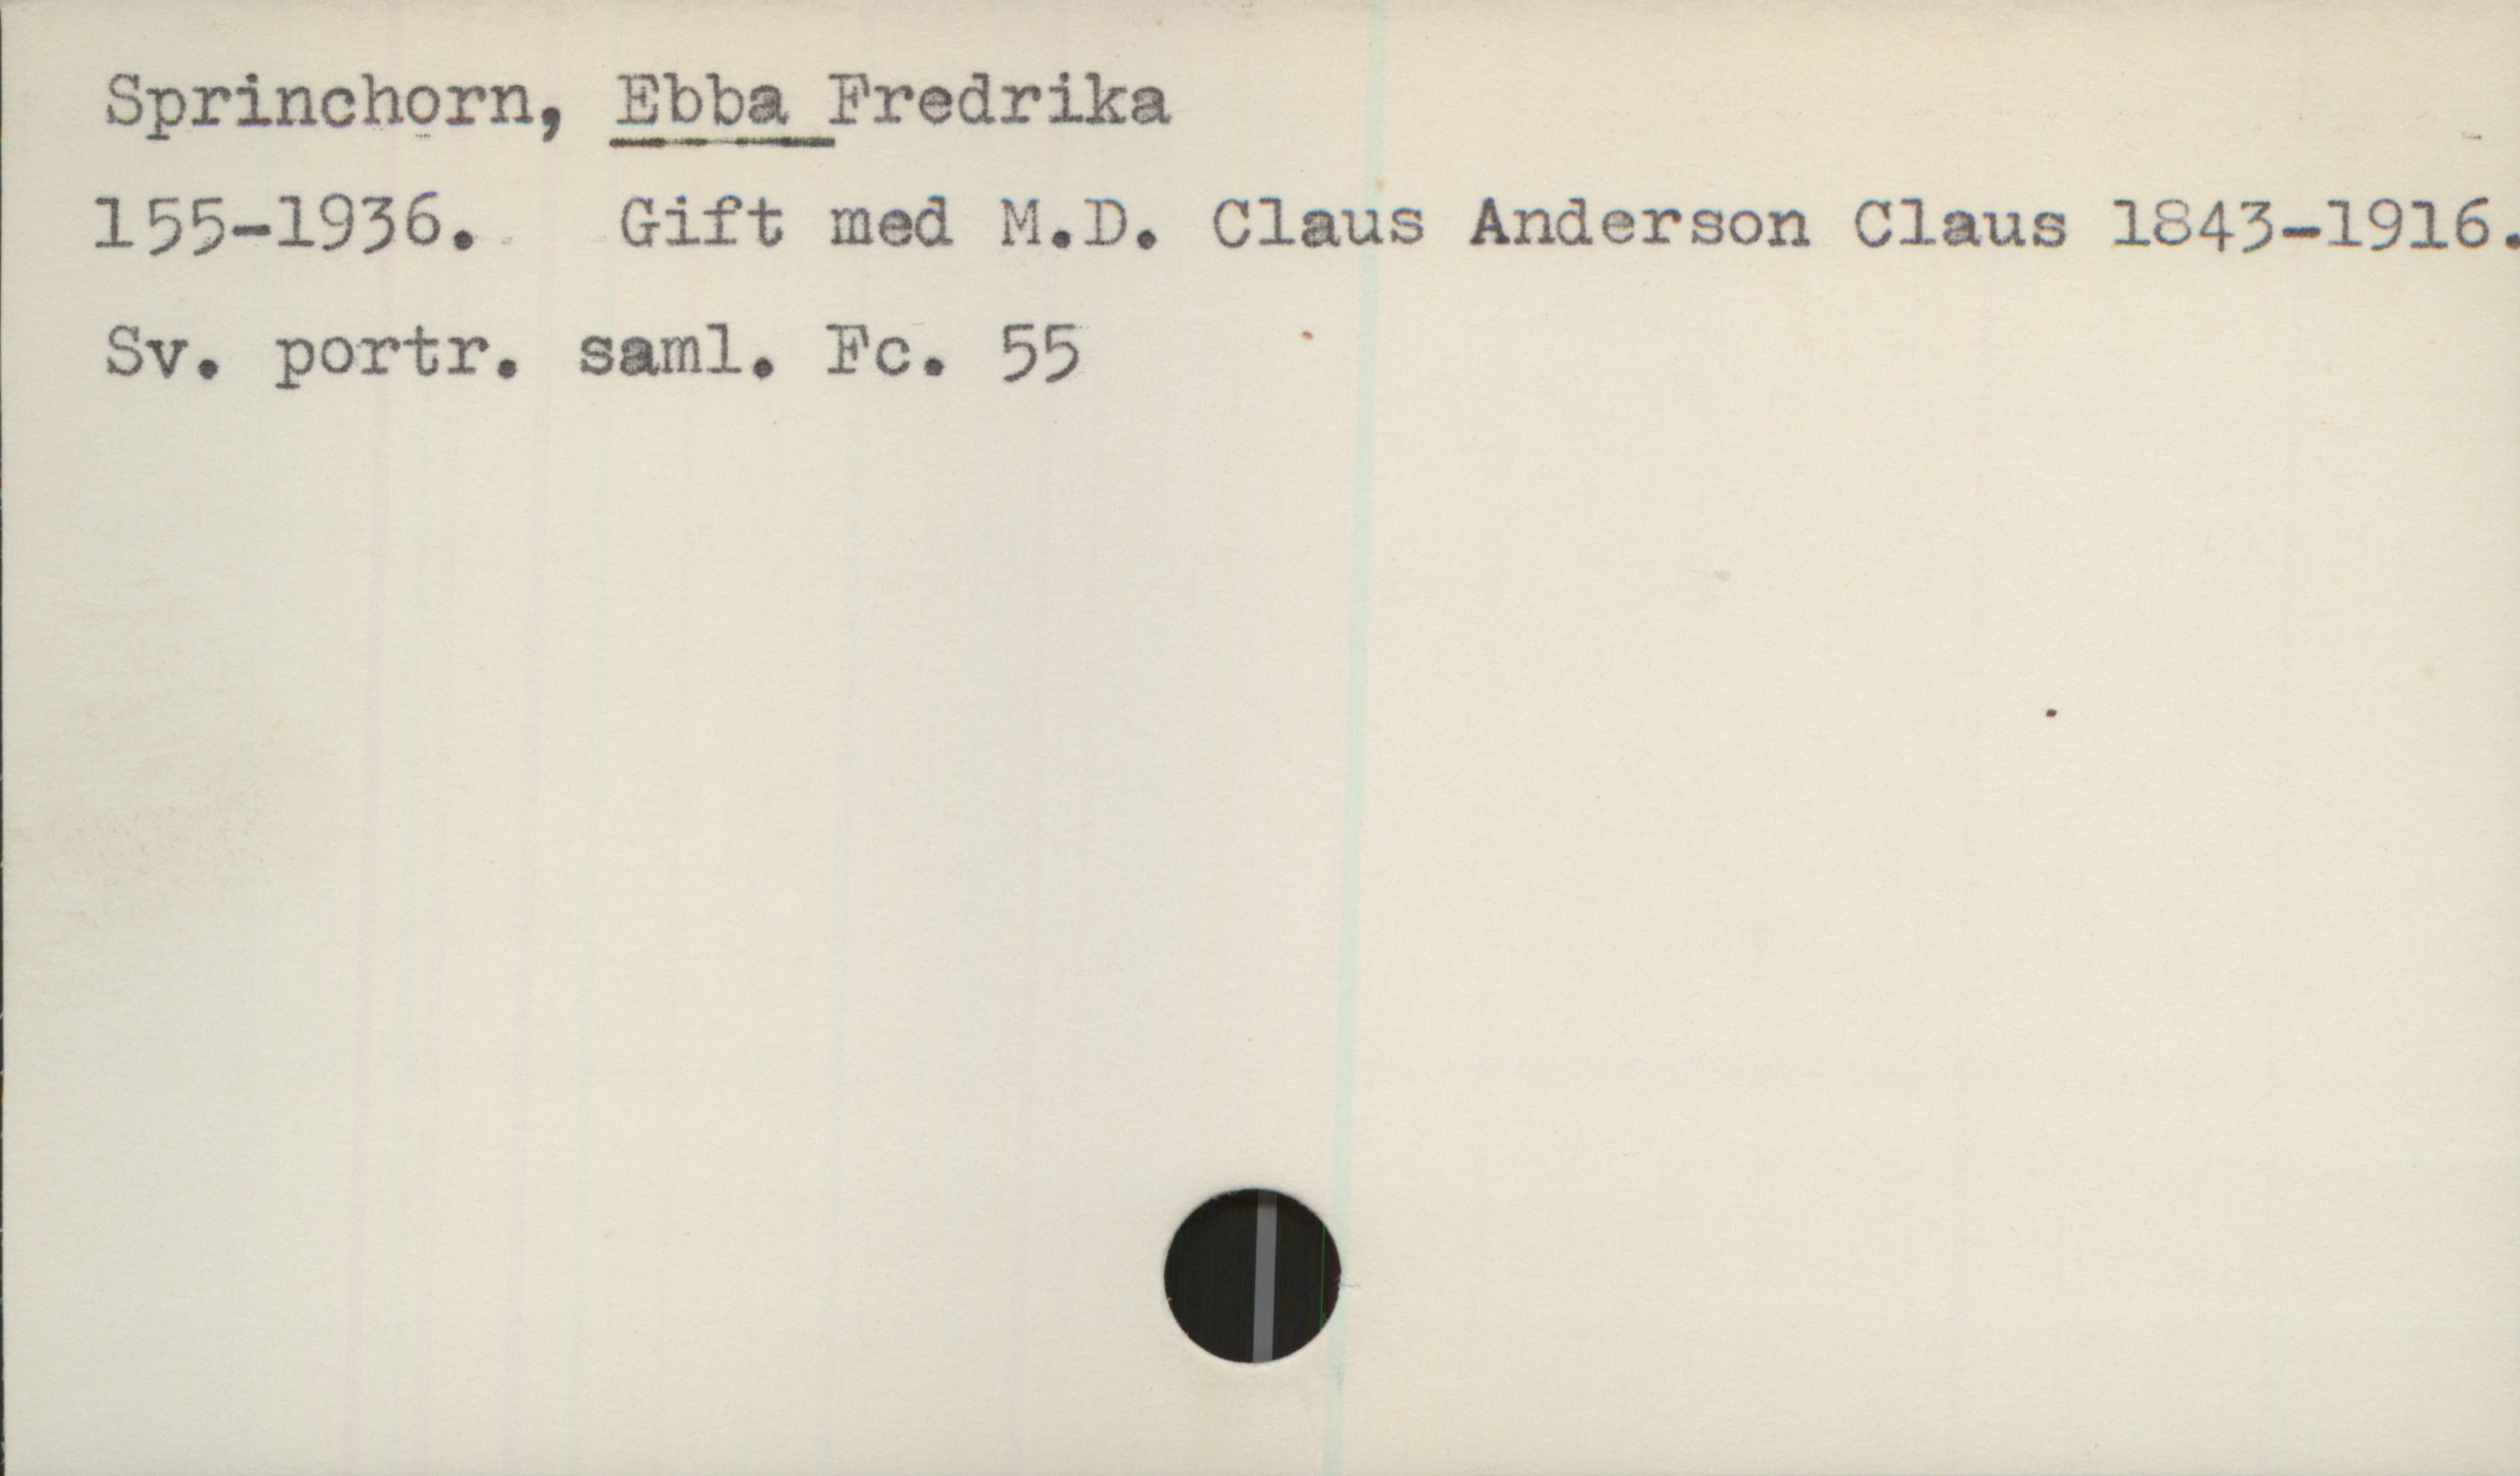 Sprinchorn, Ebba Fredrika
155-1936. Gift med M.D. Claus Anderson Claus 1843-1916.
Sv. portr. saml. Fc. 55